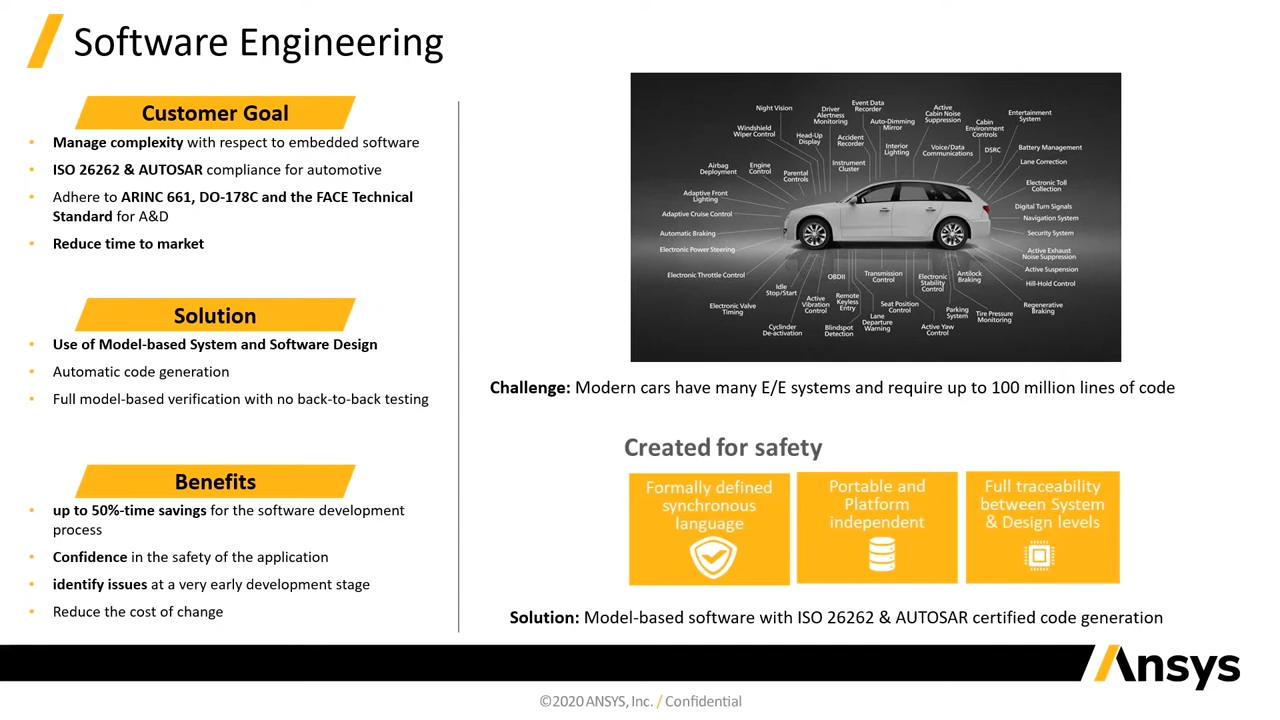 Software Engineering
Customer Goal
• Manage complexity with respect to embedded software
• ISO 26262 & AUTOSAR compliance for automotive
• Adhere to ARINC 661, DO-178C and the FACE Technical
Standard for A&D
• Reduce time to market
Solution
• Use of Model-based System and Software Design
• Automatic code generation
• Full model-based verification with no back-to-back testing
Benefits
• up to 50%-time savings for the software development
process
• Confidence in the safety of the application
• identify issues at a very early development stage
• Reduce the cost of change
Night Vision
Driver
Alertness
Monitoring
Event Data
Recorder
Active
Cabin Noise
Suppression
Entertainment
System
Windshield
Wiper Control
Head-Up
Display
Accident
Recorder
Auto-Dimming
Mirror
Cabin
Environment
Controls
Interior
Lighting
Voice/Data
Communications
DSRC
Battery Management
Lane Correction
Airbag
Deployment
Engine
Control
Parental
Controls
Instrument
Cluster
Electronic Toll
Collection
Adaptive Front
Lighting
Digital Turn Signals
Adaptive Cruise Control
Navigation System
Automatic Braking
Security System
Electronic Power Steering
Active Exhaust
Noise Suppression
Electronic Throttle Control
OBDII
Transmission
Control
Electronic
Stability
Control
Antilock
Braking
Active Suspension
Hill-Hold Control
Idle
Stop/Start
Electronic Valve
Timing
Active
Vibration
Control
Remote
Keyless
Entry
Seat Position
Control
Parking
System
Tire Pressure
Monitoring
Regenerative
Braking
Cyclinder
De-activation
Blindspot
Detection
Lane
Departure
Warning
Active Yaw
Control
Challenge: Modern cars have many E/E systems and require up to 100 million lines of code
Created for safety
Formally defined
synchronous
language
Portable and
Platform
independent
Full traceability
between System
& Design levels
Solution: Model-based software with ISO 26262 & AUTOSAR certified code generation
Ansys
©2020 ANSYS, Inc. / Confidential